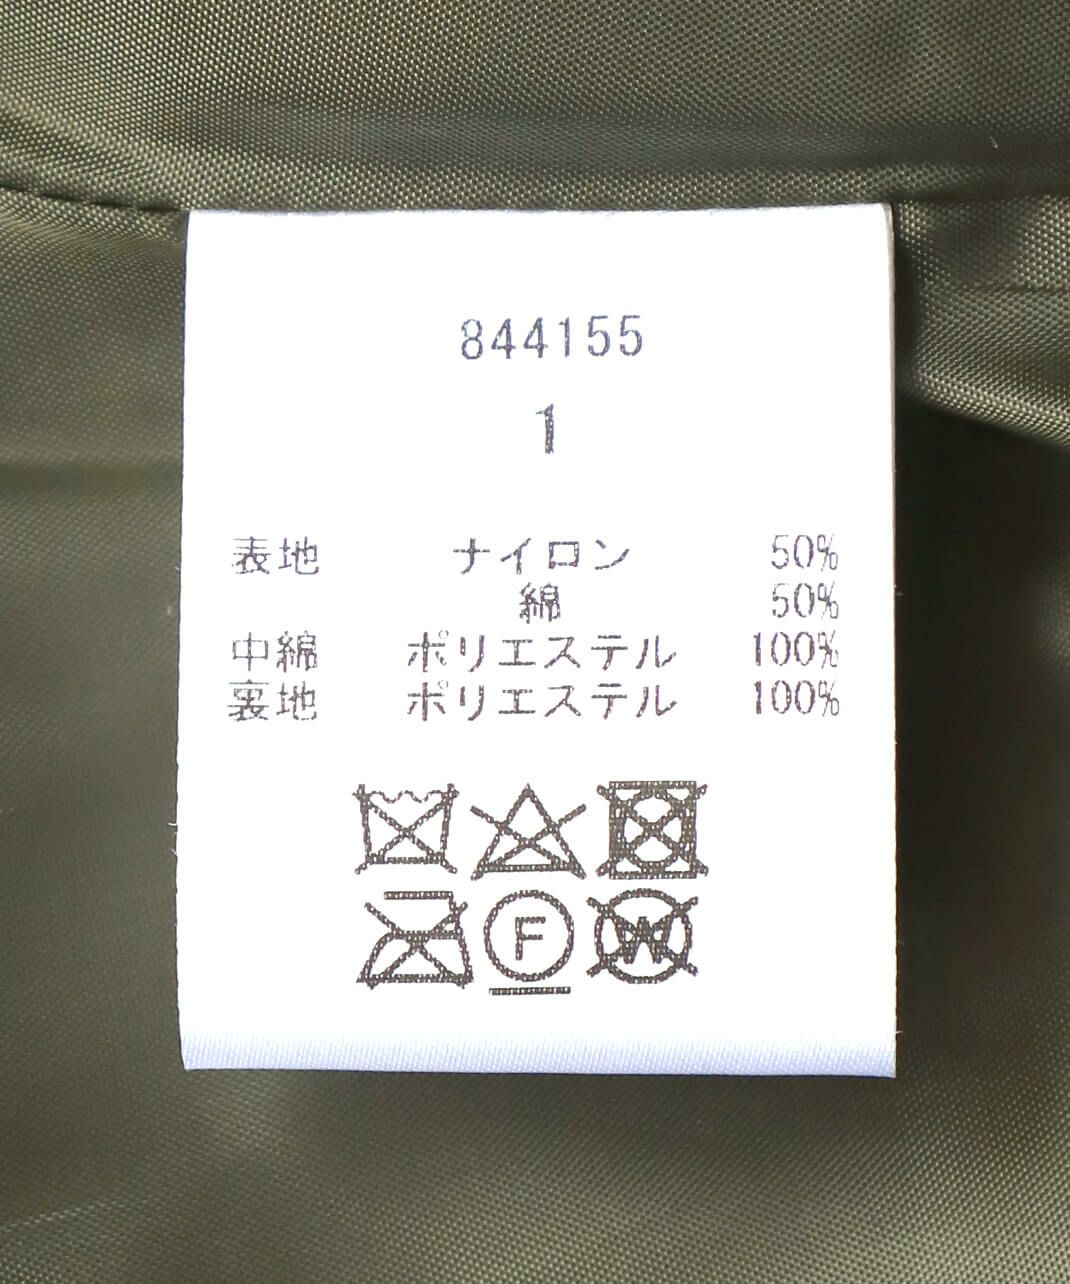 844155
1
表地 ナイロン 50%
綿 50%
中綿 ポリエステル 100%
裏地 ポリエステル 100%
F W